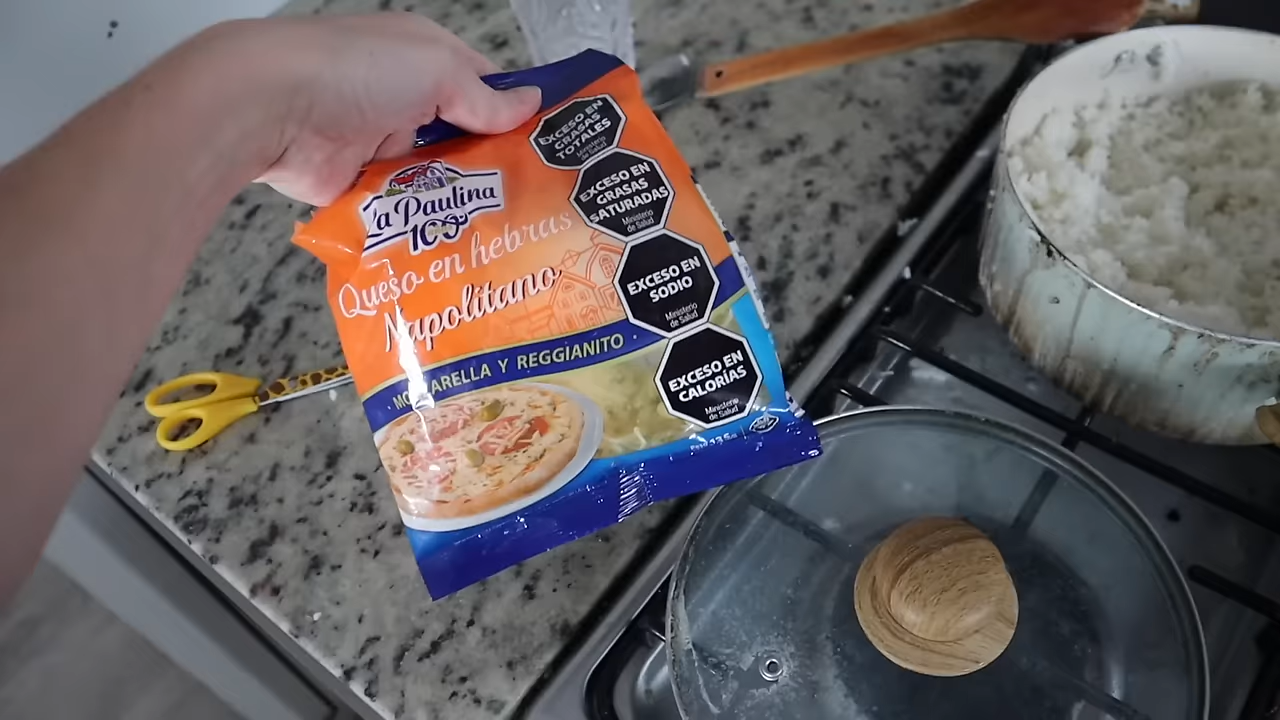 La Paulina
100
Queso en hebras
Napolitano
MOZZARELLA Y REGGIANITO
EXCESO EN
GRASAS
TOTALES
Ministerio
de Salud
EXCESO EN
GRASAS
SATURADAS
Ministerio
de Salud
EXCESO EN
SODIO
Ministerio
de Salud
EXCESO EN
CALORÍAS
Ministerio
de Salud